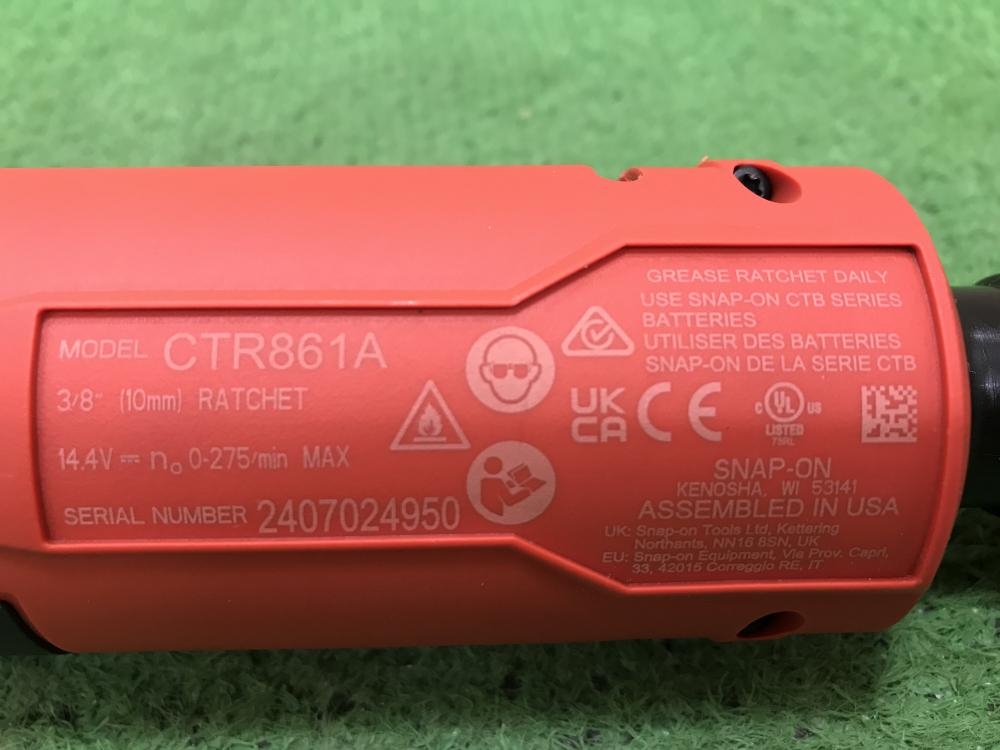 MODEL CTR861A
3/8" (10mm) RATCHET
14.4V ⎓ n₀ 0-275/min MAX
SERIAL NUMBER 2407024950
GREASE RATCHET DAILY
USE SNAP-ON CTB SERIES
BATTERIES
UTILISER DES BATTERIES
SNAP-ON DE LA SERIE CTB
UK
CA
CE
C UL US
LISTED
73RL
SNAP-ON
KENOSHA, WI 53141
ASSEMBLED IN USA
UK: Snap-on Tools Ltd, Kettering
Northants, NN16 8SN, UK
EU: Snap-on Equipment, Via Prov. Carpi,
33, 42015 Correggio RE, IT